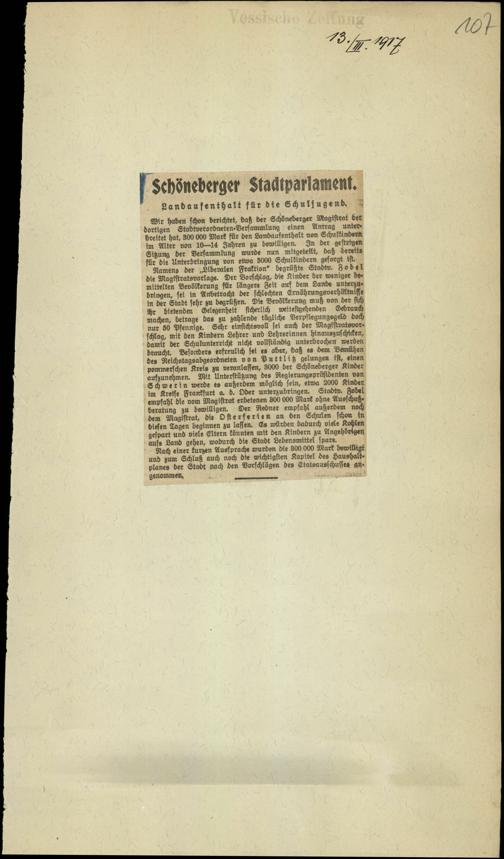 Vossische Zeitung
107
13./III. 1917
Schöneberger Stadtparlament.
Landaufenthalt für die Schuljugend.
Wir haben schon berichtet, daß der Schöneberger Magistrat der
dortigen Stadtverordneten-Versammlung einen Antrag unter-
breitet hat, 300 000 Mark für den Landaufenthalt von Schulkindern
im Alter von 10—14 Jahren zu bewilligen. In der gestrigen
Sitzung der Versammlung wurde nun mitgeteilt, daß bereits
für die Unterbringung von etwa 5000 Schulkindern gesorgt ist.
Namens der „Liberalen Fraktion" begrüßte Stadtv. Zobel
die Magistratsvorlage. Der Vorschlag, die Kinder der weniger be-
mittelten Bevölkerung für längere Zeit auf dem Lande unterzu-
bringen, sei in Anbetracht der schlechten Ernährungsverhältnisse
in der Stadt sehr zu begrüßen. Die Bevölkerung muß von der sich
ihr bietenden Gelegenheit sicherlich weitestgehenden Gebrauch
machen, betrage das zu zahlende tägliche Verpflegungsgeld doch
nur 50 Pfennige. Sehr einsichtsvoll sei auch der Magistratsvor-
schlag, mit den Kindern Lehrer und Lehrerinnen hinauszuschicken,
damit der Schulunterricht nicht vollständig unterbrochen werden
braucht. Besonders erfreulich sei es aber, daß es dem Bemühen
des Reichstagsabgeordneten von Puttlitz gelungen ist, einen
pommerschen Kreis zu veranlassen, 3000 der Schöneberger Kinder
aufzunehmen. Mit Unterstützung des Regierungspräsidenten von
Schwerin werde es außerdem möglich sein, etwa 2000 Kinder
im Kreise Frankfurt a. d. Oder unterzubringen. Stadtv. Zobel
empfahl die vom Magistrat erbetenen 300 000 Mark ohne Ausschuß-
beratung zu bewilligen. Der Redner empfahl außerdem noch
dem Magistrat, die Osterferien an den Schulen schon in
diesen Tagen beginnen zu lassen. Es würden dadurch viele Kohlen
gespart und viele Eltern könnten mit den Kindern zu Angehörigen
aufs Land gehen, wodurch die Stadt Lebensmittel spare.
Nach einer kurzen Aussprache wurden die 300 000 Mark bewilligt
und zum Schluß auch noch die wichtigsten Kapitel des Haushalt-
planes der Stadt nach den Vorschlägen des Etatsausschusses an-
genommen.